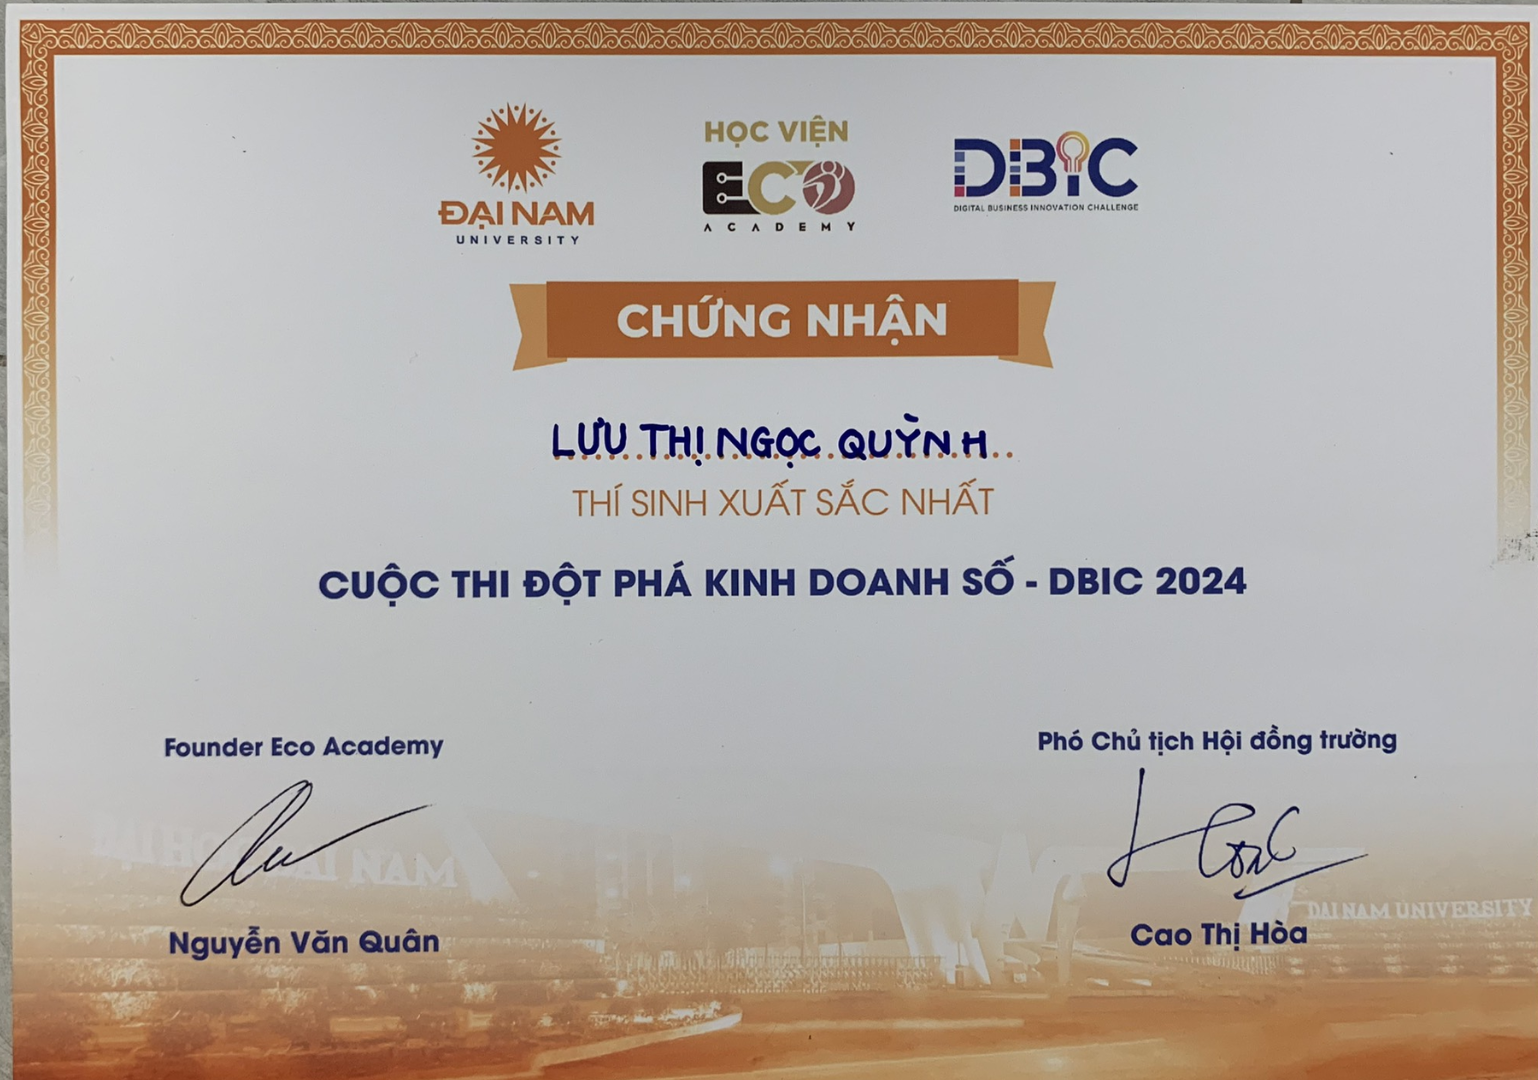 ĐẠI NAM
UNIVERSITY
HỌC VIỆN
ECO
ACADEMY
DBIC
DIGITAL BUSINESS INNOVATION CHALLENGE
CHỨNG NHẬN
LƯU THỊ NGỌC QUỲNH
THÍ SINH XUẤT SẮC NHẤT
CUỘC THI ĐỘT PHÁ KINH DOANH SỐ - DBIC 2024
Founder Eco Academy
Phó Chủ tịch Hội đồng trường
ĐẠI HỌC ĐẠI NAM
DAI NAM UNIVERSITY
Nguyễn Văn Quân
Cao Thị Hòa